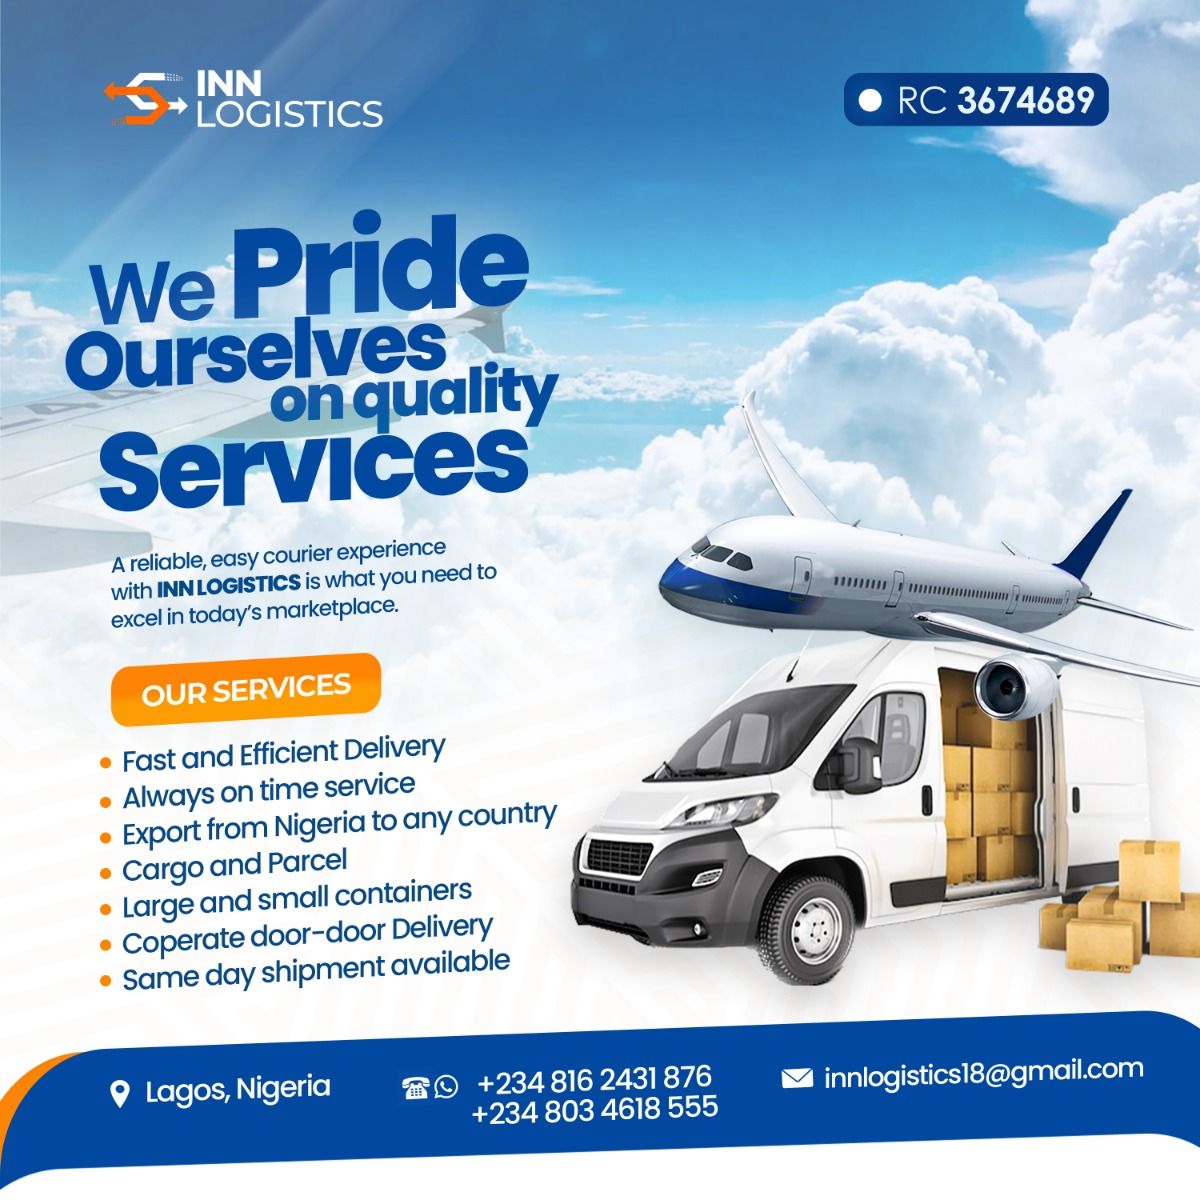 INN
LOGISTICS
RC 3674689
We Pride
Ourselves
on quality
Services
A reliable, easy courier experience
with INN LOGISTICS is what you need to
excel in today's marketplace.
OUR SERVICES
Fast and Efficient Delivery
Always on time service
Export from Nigeria to any country
Cargo and Parcel
Large and small containers
Coperate door-door Delivery
Same day shipment available
Lagos, Nigeria
+234 816 2431 876
+234 803 4618 555
innlogistics18@gmail.com